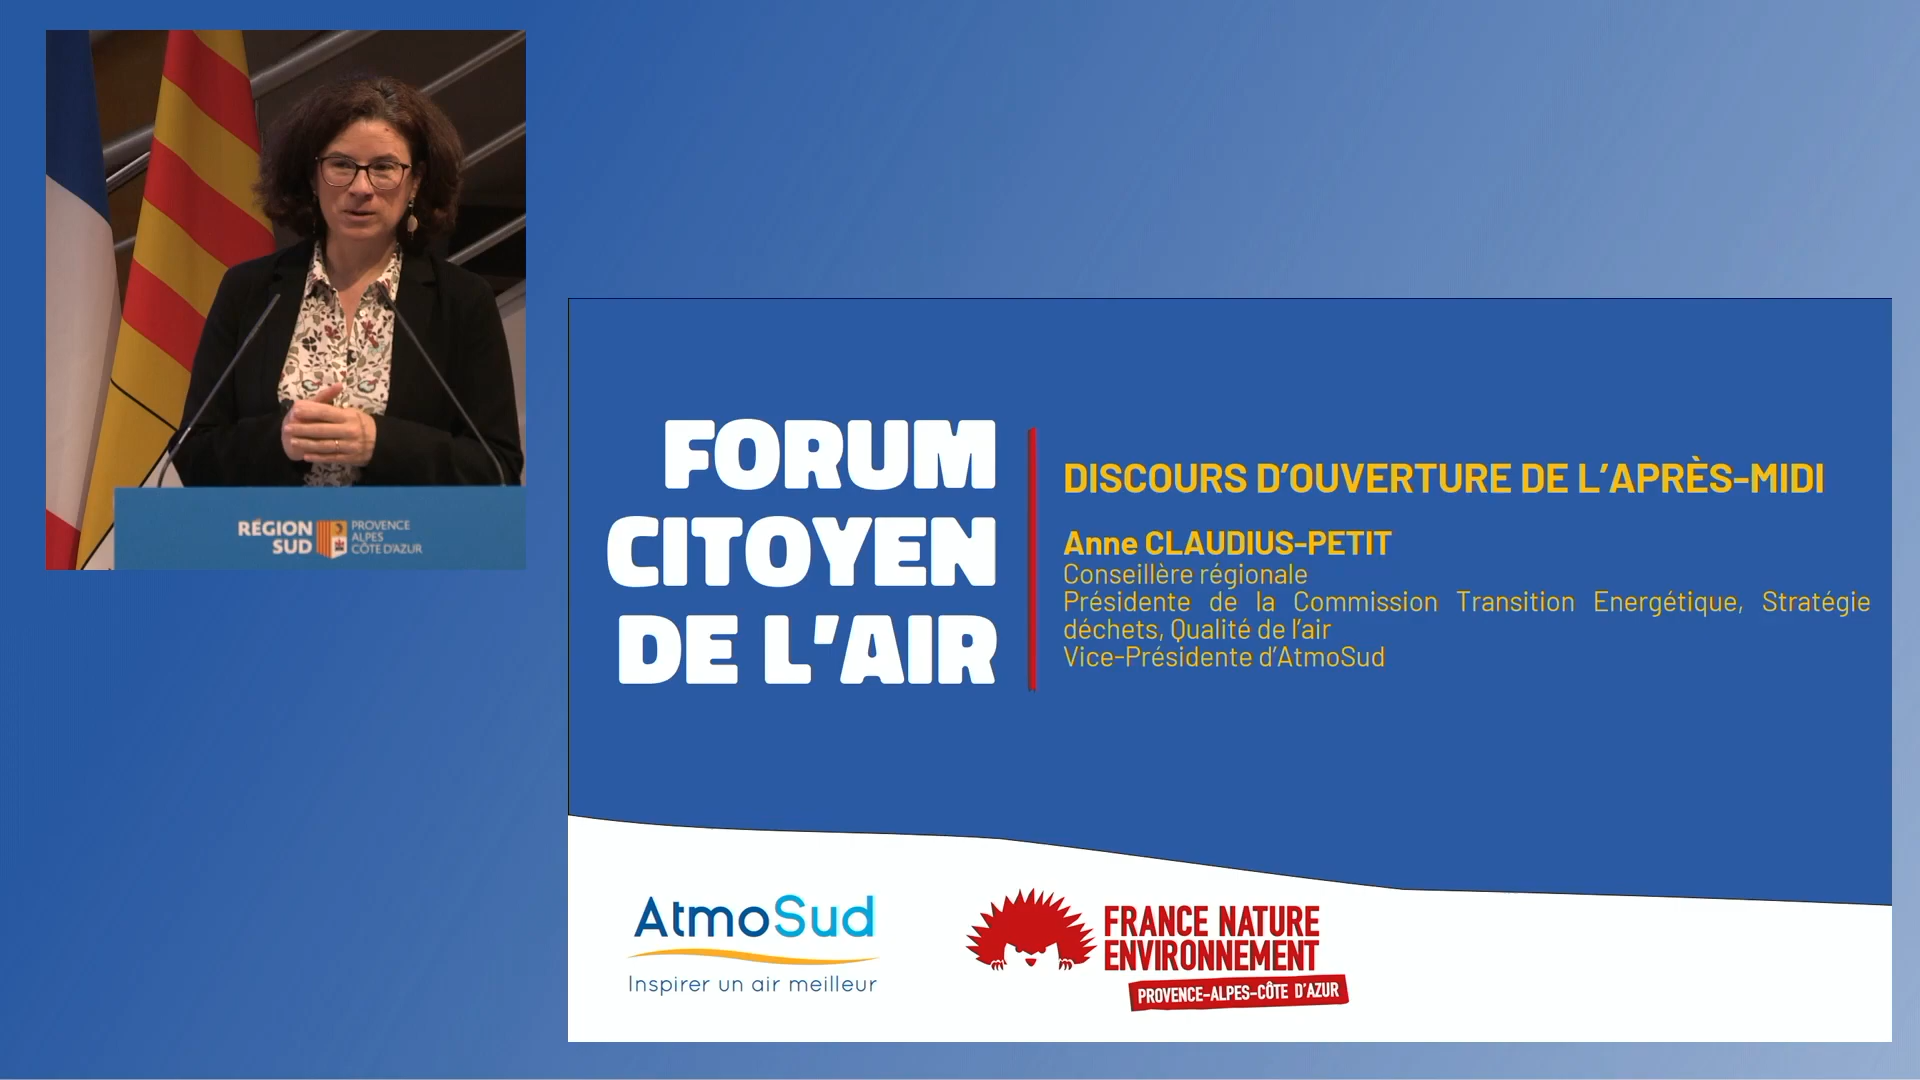 RÉGION
SUD
PROVENCE
ALPES
CÔTE D'AZUR
FORUM
CITOYEN
DE L'AIR
DISCOURS D'OUVERTURE DE L'APRÈS-MIDI
Anne CLAUDIUS-PETIT
Conseillère régionale
Présidente de la Commission Transition Energétique, Stratégie
déchets, Qualité de l'air
Vice-Présidente d'AtmoSud
AtmoSud
Inspirer un air meilleur
FRANCE NATURE
ENVIRONNEMENT
PROVENCE-ALPES-CÔTE D'AZUR